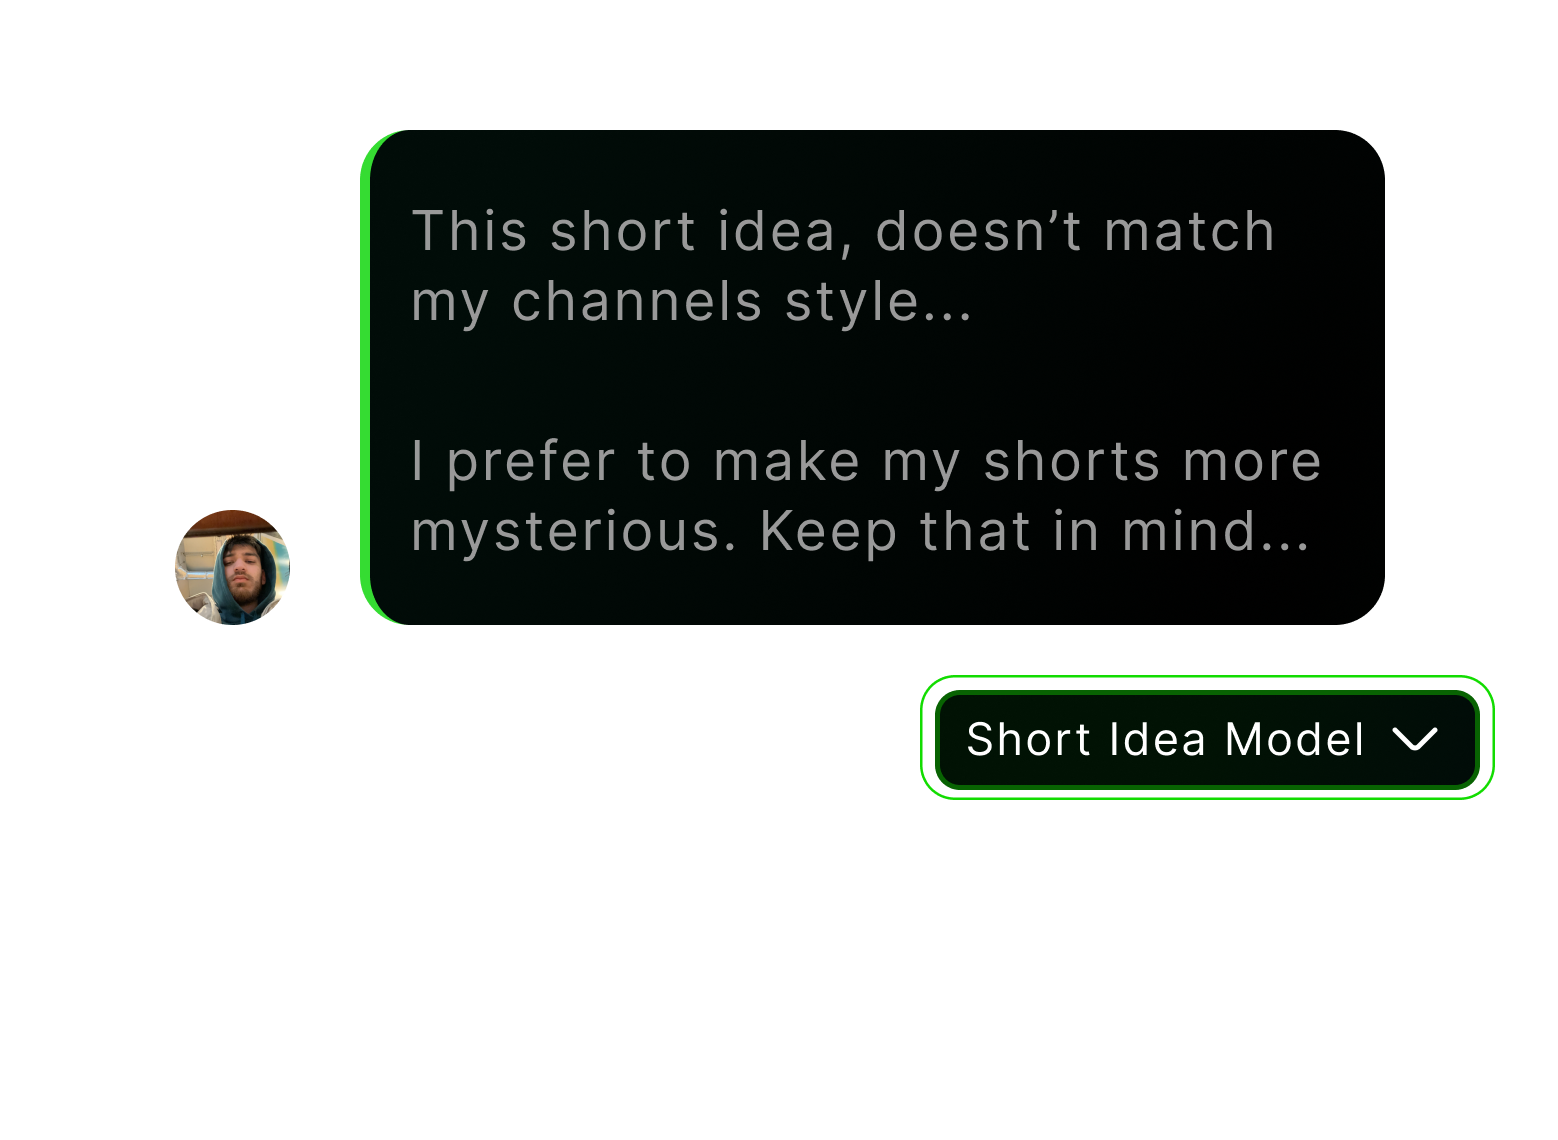 This short idea, doesn’t match
my channels style...
I prefer to make my shorts more
mysterious. Keep that in mind...
Short Idea Model